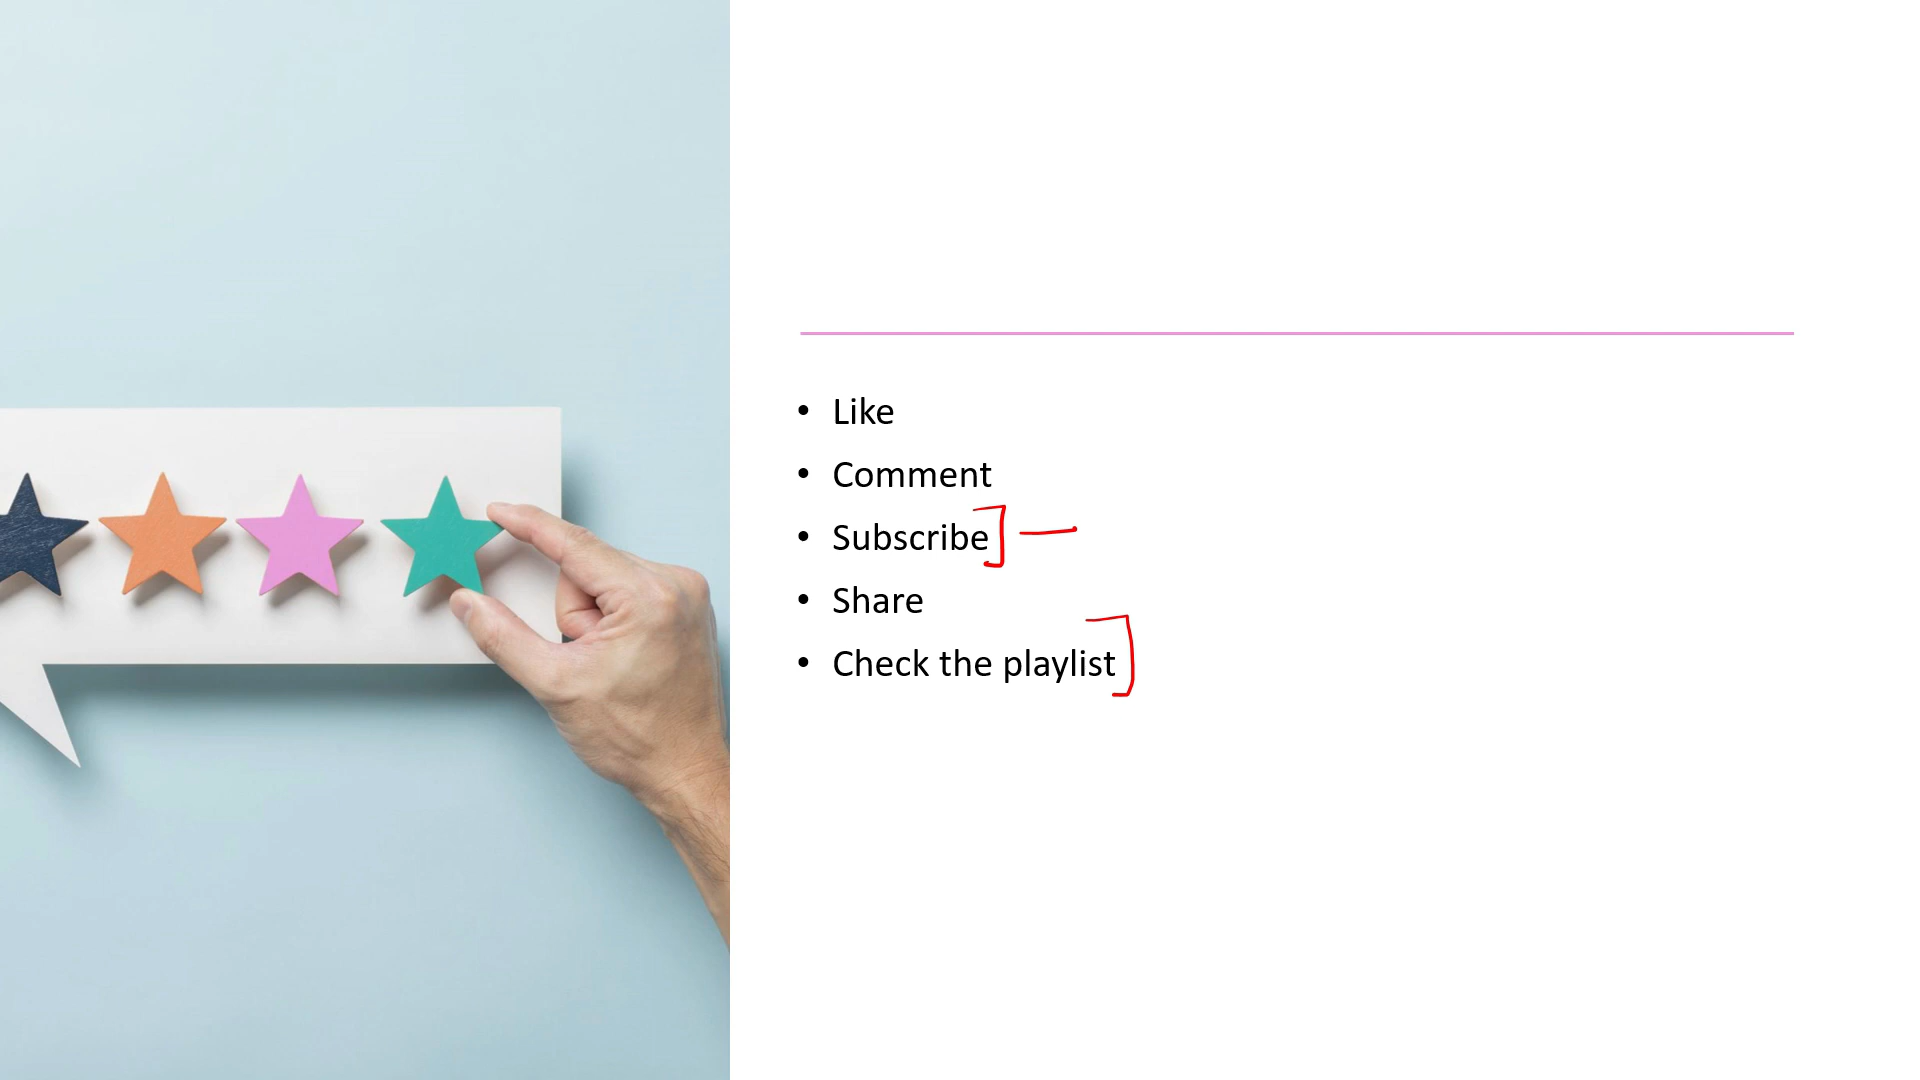 • Like
• Comment
• Subscribe
• Share
• Check the playlist